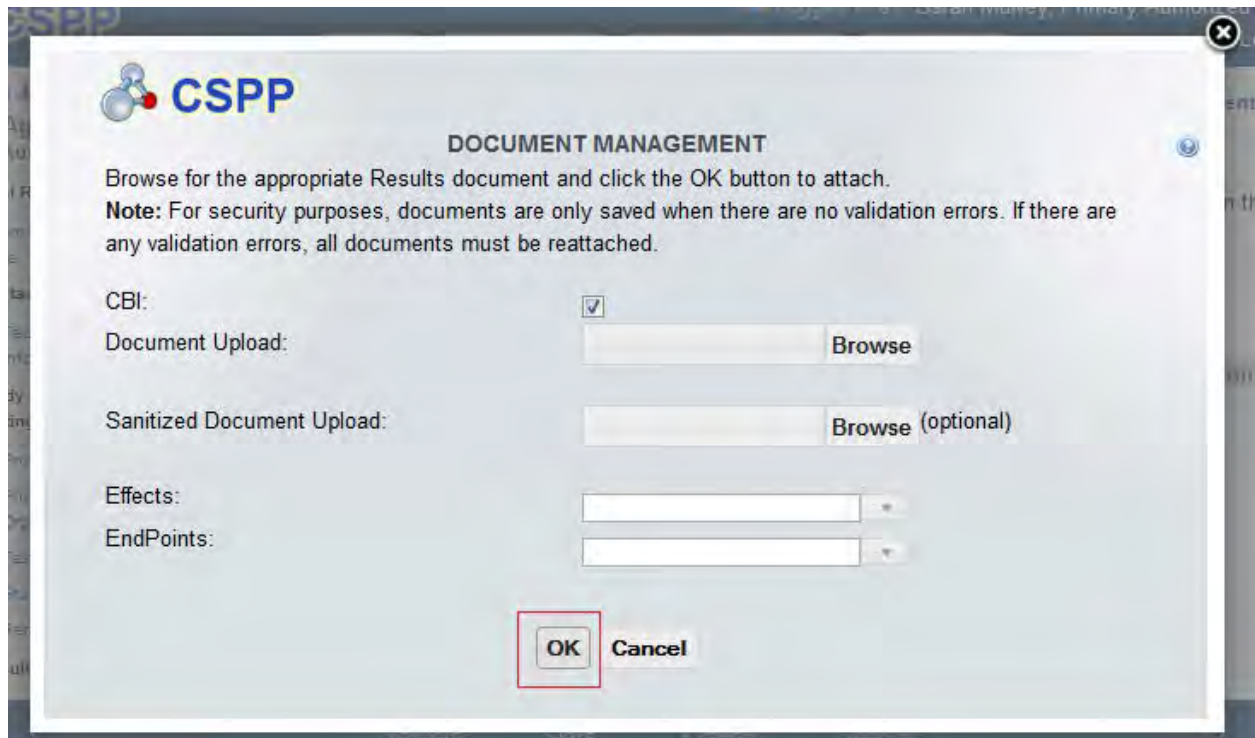 CSPP
CSPP
DOCUMENT MANAGEMENT
Browse for the appropriate Results document and click the OK button to attach.
Note: For security purposes, documents are only saved when there are no validation errors. If there are
any validation errors, all documents must be reattached.
CBI:
Document Upload:
Browse
Sanitized Document Upload:
Browse (optional)
Effects:
EndPoints:
OK Cancel